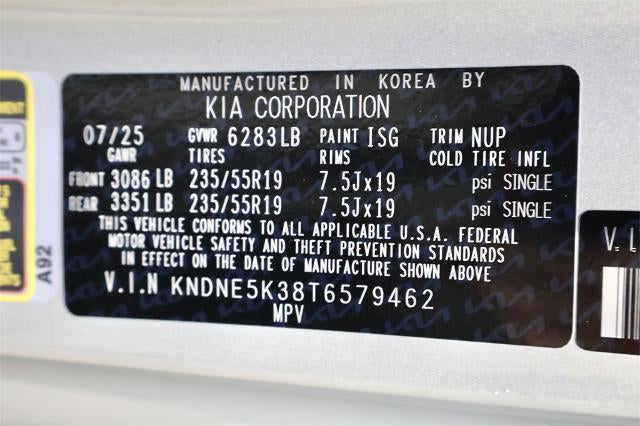 MANUFACTURED IN KOREA BY
KIA CORPORATION
07/25 GVWR 6283LB PAINT ISG TRIM NUP
GAWR TIRES RIMS COLD TIRE INFL
FRONT 3086 LB 235/55R19 7.5Jx19 psi SINGLE
REAR 3351 LB 235/55R19 7.5Jx19 psi SINGLE
THIS VEHICLE CONFORMS TO ALL APPLICABLE U.S.A. FEDERAL
MOTOR VEHICLE SAFETY AND THEFT PREVENTION STANDARDS
IN EFFECT ON THE DATE OF MANUFACTURE SHOWN ABOVE
V.I.N KNDNE5K38T6579462
MPV
A92
V.I